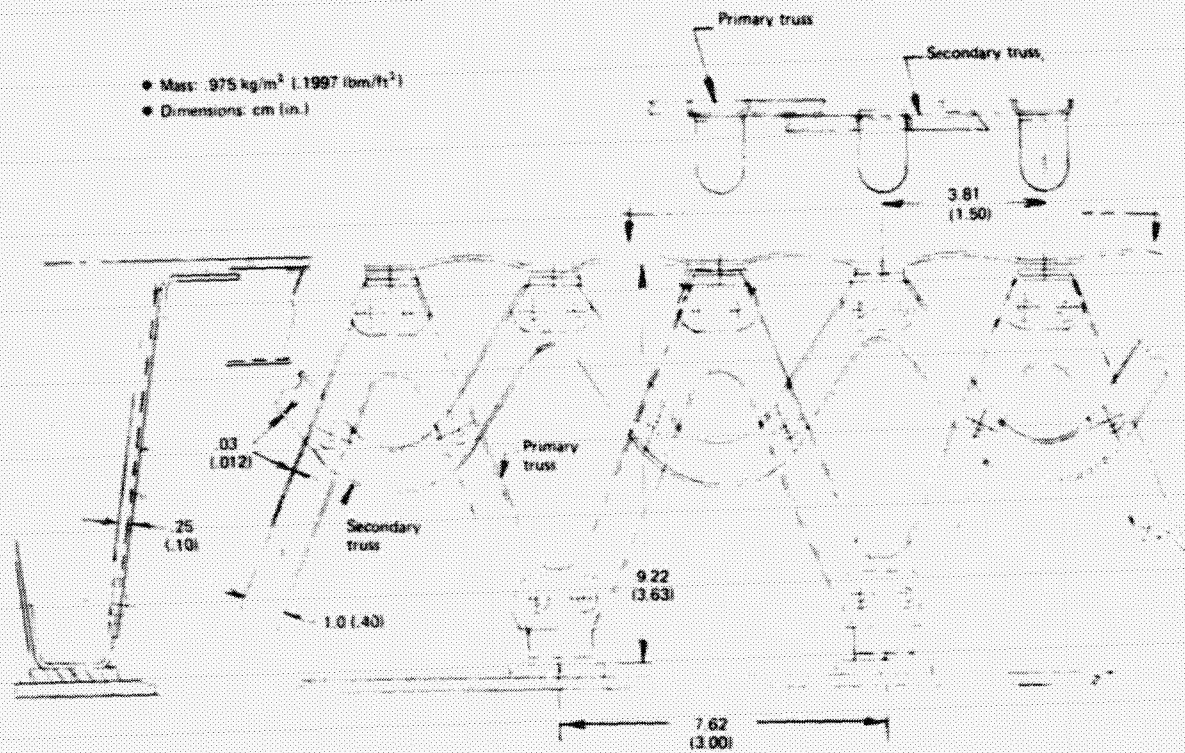 Primary truss
Secondary truss
● Mass: .975 kg/m² (.1997 lbm/ft²)
● Dimensions: cm (in.)
3.81
(1.50)
.03
(.012)
Primary
truss
.25
(.10)
Secondary
truss
9.22
(3.63)
1.0 (.40)
7.62
(3.00)